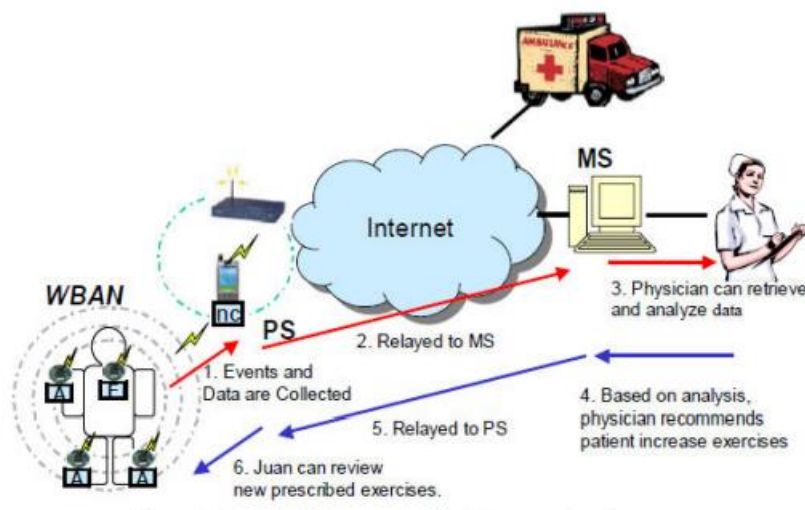 AMBULANCE
MS
Internet
WBAN
nc
PS
3. Physician can retrieve
and analyze data
2. Relayed to MS
1. Events and
Data are Collected
A
E
4. Based on analysis,
physician recommends
patient increase exercises
5. Relayed to PS
A
A
6. Juan can review
new prescribed exercises.